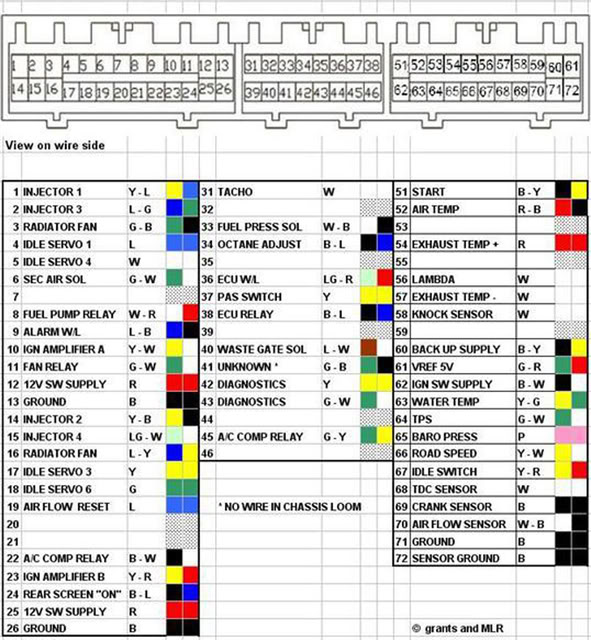 1 2 3 4 5 6 7 8 9 10 11 12 13
14 15 16 17 18 19 20 21 22 23 24 25 26
31 32 33 34 35 36 37 38
39 40 41 42 43 44 45 46
51 52 53 54 55 56 57 58 59 60 61
62 63 64 65 66 67 68 69 70 71 72
View on wire side
1 INJECTOR 1 Y - L
2 INJECTOR 3 L - G
3 RADIATOR FAN G - B
4 IDLE SERVO 1 L
5 IDLE SERVO 4 W
6 SEC AIR SOL G - W
7
8 FUEL PUMP RELAY W - R
9 ALARM W/L L - B
10 IGN AMPLIFIER A Y - W
11 FAN RELAY G - W
12 12V SW SUPPLY R
13 GROUND B
14 INJECTOR 2 Y - B
15 INJECTOR 4 LG - W
16 RADIATOR FAN L - Y
17 IDLE SERVO 3 Y
18 IDLE SERVO 6 G
19 AIR FLOW RESET L
20
21
22 A/C COMP RELAY B - W
23 IGN AMPLIFIER B Y - R
24 REAR SCREEN "ON" B - L
25 12V SW SUPPLY R
26 GROUND B
31 TACHO W
32
33 FUEL PRESS SOL W - B
34 OCTANE ADJUST B - L
35
36 ECU W/L LG - R
37 PAS SWITCH Y
38 ECU RELAY B - L
39
40 WASTE GATE SOL L - W
41 UNKNOWN * G - B
42 DIAGNOSTICS Y
43 DIAGNOSTICS G - W
44
45 A/C COMP RELAY G - Y
46
* NO WIRE IN CHASSIS LOOM
51 START B - Y
52 AIR TEMP R - B
53
54 EXHAUST TEMP + R
55
56 LAMBDA W
57 EXHAUST TEMP - W
58 KNOCK SENSOR W
59
60 BACK UP SUPPLY B - Y
61 VREF 5V G - R
62 IGN SW SUPPLY B - W
63 WATER TEMP Y - G
64 TPS G - W
65 BARO PRESS P
66 ROAD SPEED Y - W
67 IDLE SWITCH Y - R
68 TDC SENSOR W
69 CRANK SENSOR B
70 AIR FLOW SENSOR W - B
71 GROUND B
72 SENSOR GROUND B
© grants and MLR